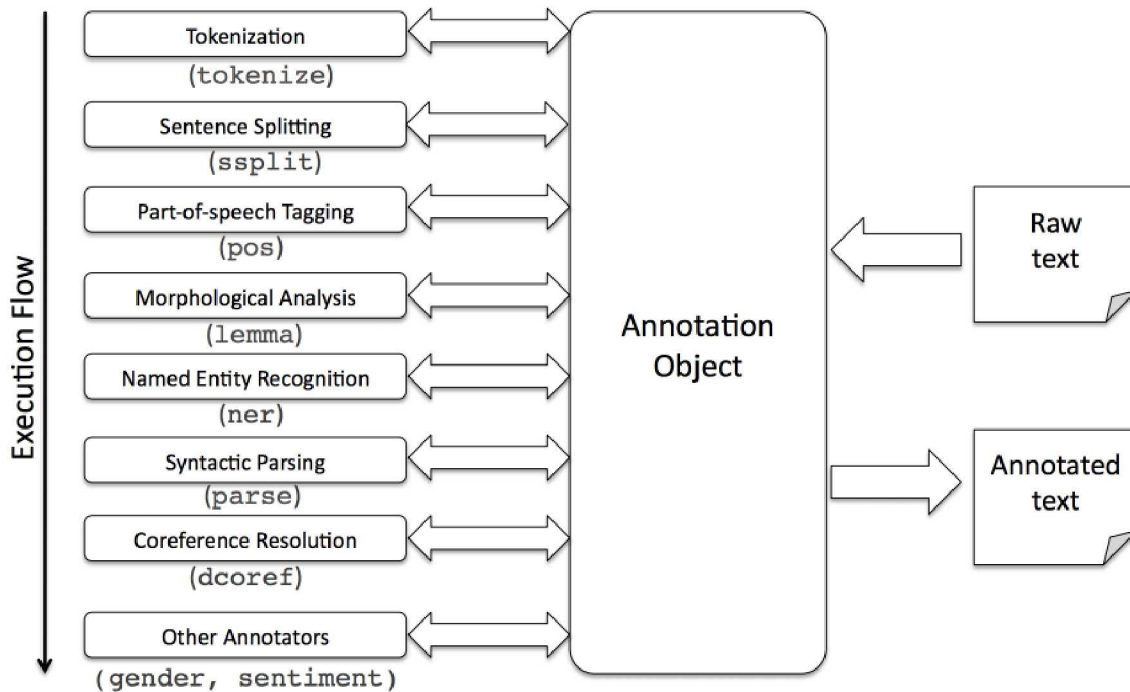 Execution Flow
Tokenization
(tokenize)
Sentence Splitting
(ssplit)
Part-of-speech Tagging
(pos)
Morphological Analysis
(lemma)
Named Entity Recognition
(ner)
Syntactic Parsing
(parse)
Coreference Resolution
(dcoref)
Other Annotators
(gender, sentiment)
Annotation
Object
Raw
text
Annotated
text